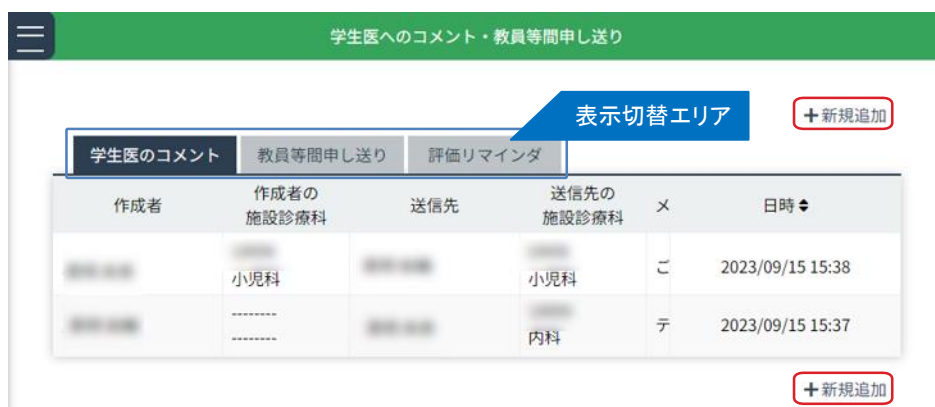 学生医へのコメント・教員等間申し送り
表示切替エリア
+新規追加
学生医のコメント 教員等間申し送り 評価リマインダ
作成者 作成者の施設診療科 送信先 送信先の施設診療科 メ 日時
小児科 小児科 ご 2023/09/15 15:38
--------
-------- 内科 テ 2023/09/15 15:37
+新規追加